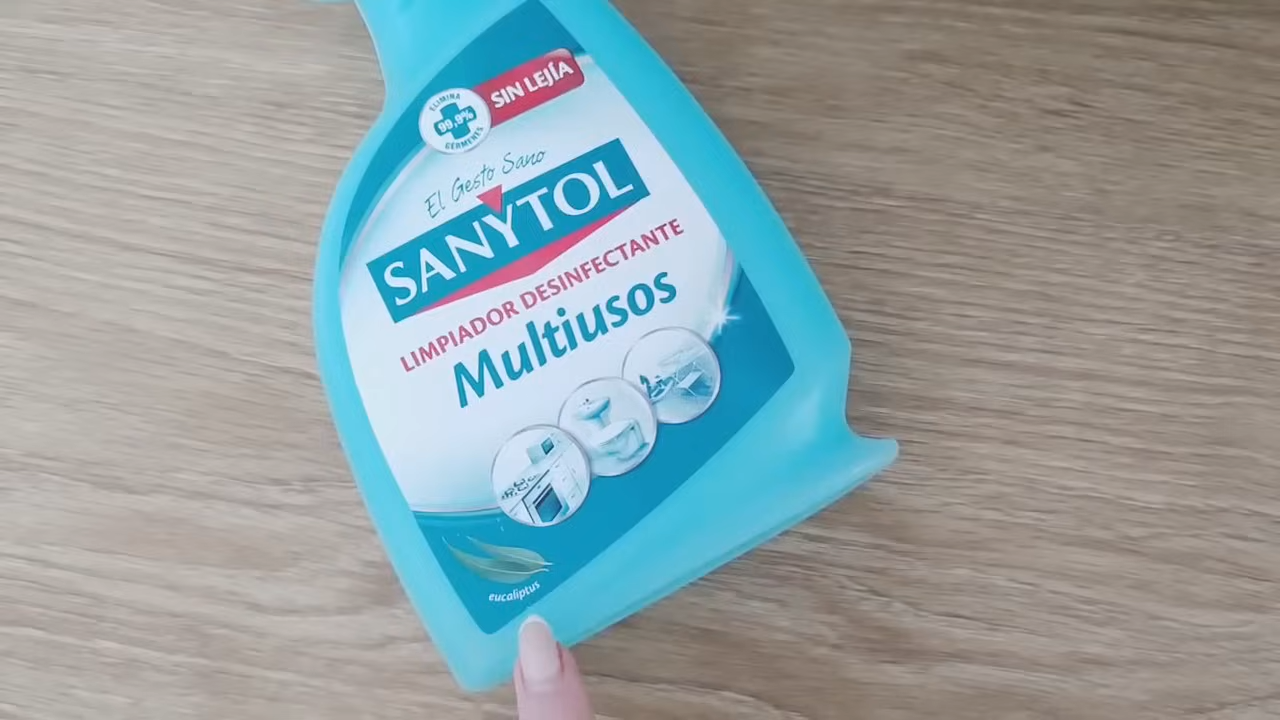 ELIMINA
99,9%
GÉRMENES
SIN LEJÍA
El Gesto Sano
SANYTOL
LIMPIADOR DESINFECTANTE
Multiusos
eucaliptus